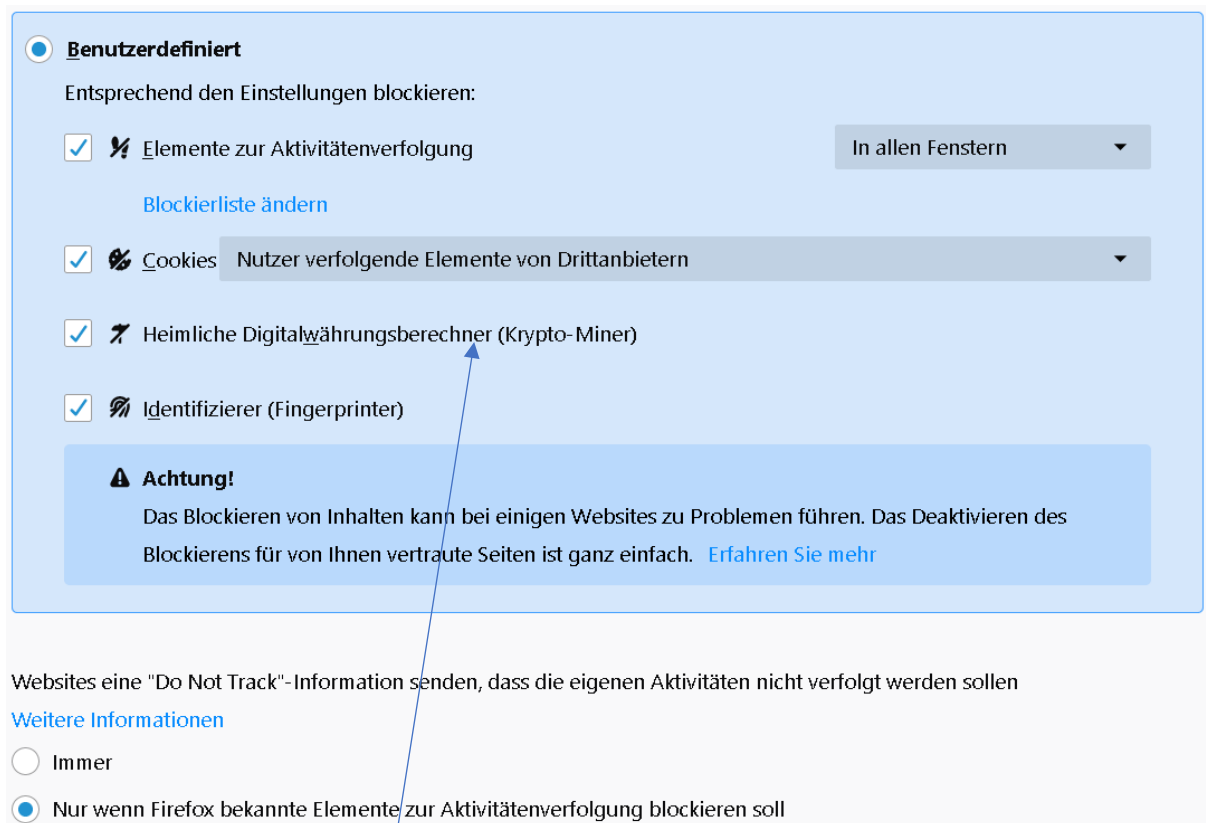 Benutzerdefiniert
Entsprechend den Einstellungen blockieren:
Elemente zur Aktivitätenverfolgung In allen Fenstern
Blockierliste ändern
Cookies Nutzer verfolgende Elemente von Drittanbietern
Heimliche Digitalwährungsberechner (Krypto-Miner)
Identifizierer (Fingerprinter)
Achtung!
Das Blockieren von Inhalten kann bei einigen Websites zu Problemen führen. Das Deaktivieren des
Blockierens für von Ihnen vertraute Seiten ist ganz einfach. Erfahren Sie mehr
Websites eine "Do Not Track"-Information senden, dass die eigenen Aktivitäten nicht verfolgt werden sollen
Weitere Informationen
Immer
Nur wenn Firefox bekannte Elemente zur Aktivitätenverfolgung blockieren soll